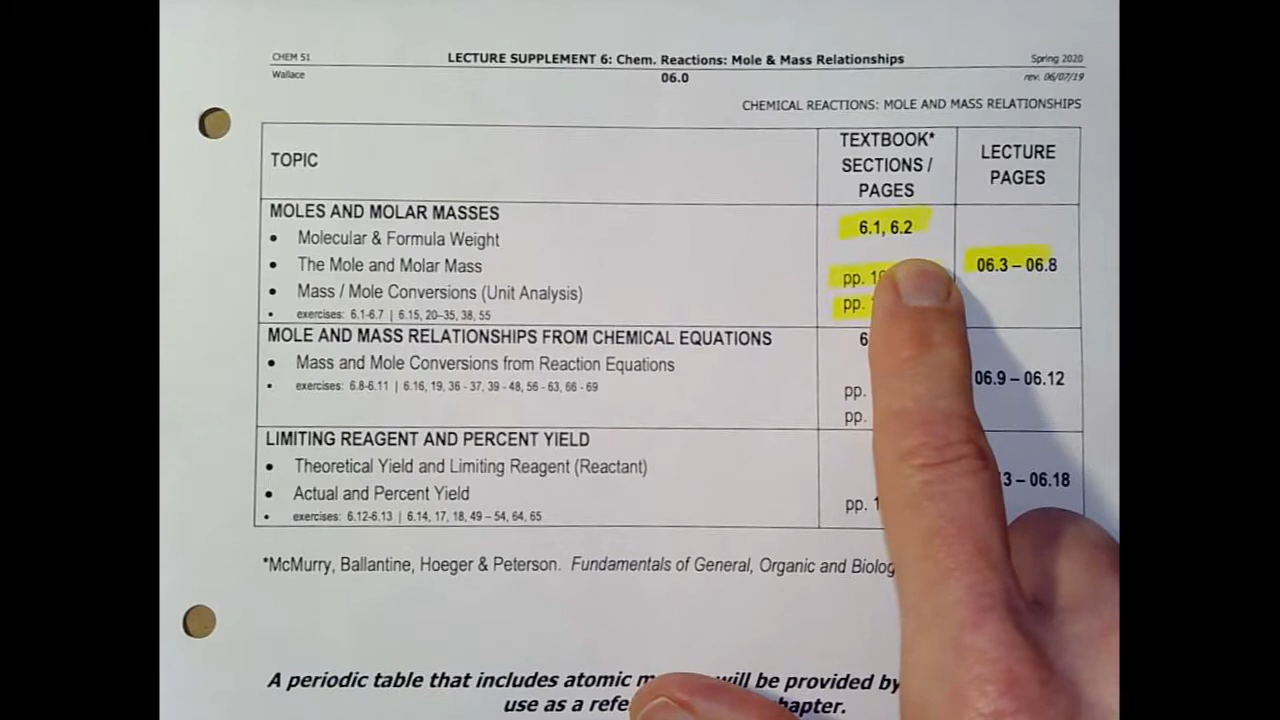 CHEM 51 LECTURE SUPPLEMENT 6: Chem. Reactions: Mole & Mass Relationships Spring 2020
Wallace 06.0 rev. 06/07/19
CHEMICAL REACTIONS: MOLE AND MASS RELATIONSHIPS
TOPIC
TEXTBOOK*
SECTIONS /
PAGES
LECTURE
PAGES
MOLES AND MOLAR MASSES
• Molecular & Formula Weight
• The Mole and Molar Mass
• Mass / Mole Conversions (Unit Analysis)
• exercises: 6.1-6.7 | 6.15, 20–35, 38, 55
6.1, 6.2
pp.
pp.
06.3 – 06.8
MOLE AND MASS RELATIONSHIPS FROM CHEMICAL EQUATIONS
• Mass and Mole Conversions from Reaction Equations
• exercises: 6.8-6.11 | 6.16, 19, 36 - 37, 39 - 48, 56 - 63, 66 - 69
pp.
pp.
06.9 – 06.12
LIMITING REAGENT AND PERCENT YIELD
• Theoretical Yield and Limiting Reagent (Reactant)
• Actual and Percent Yield
• exercises: 6.12-6.13 | 6.14, 17, 18, 49 – 54, 64, 65
pp.
– 06.18
*McMurry, Ballantine, Hoeger & Peterson. Fundamentals of General, Organic and
A periodic table that includes atomic will be provided by
use as a